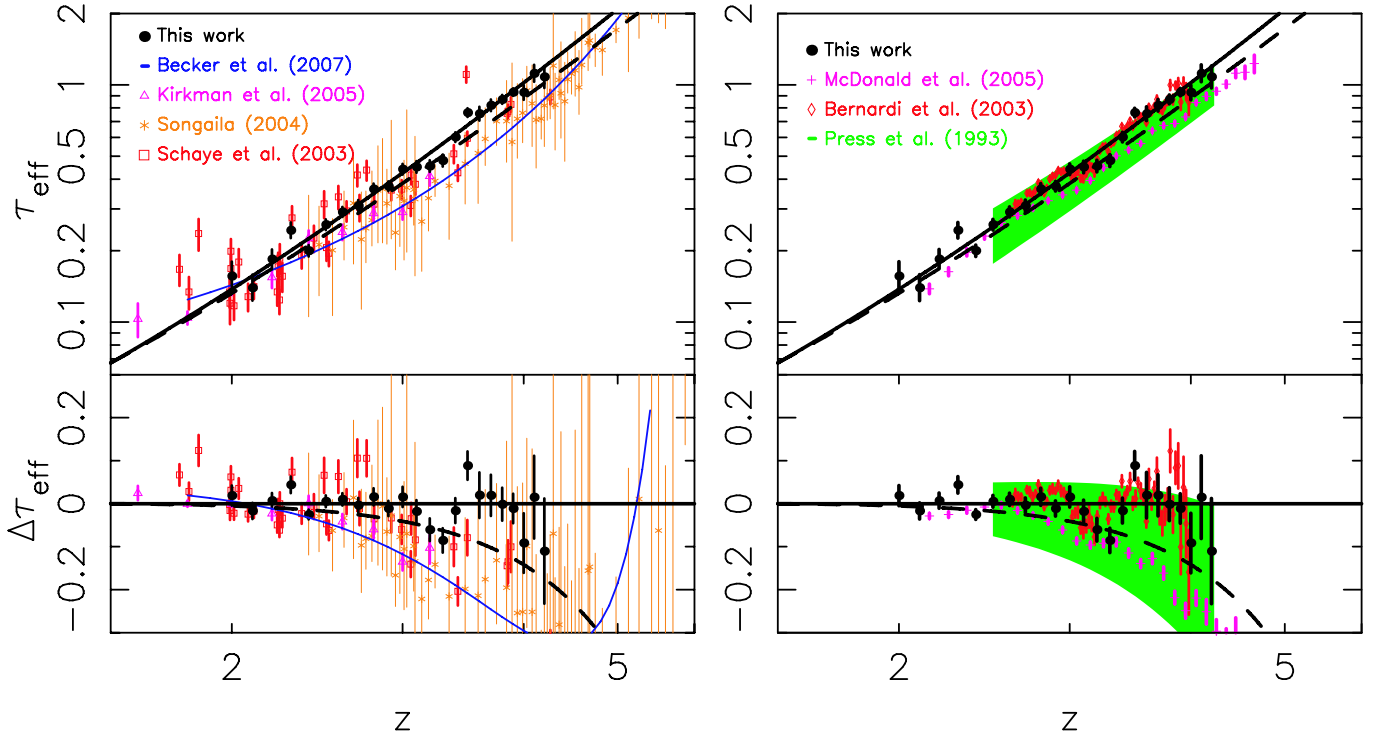 2
1
0.5
0.2
0.1
τeff
This work
Becker et al. (2007)
Kirkman et al. (2005)
Songaila (2004)
Schaye et al. (2003)
0.2
0
−0.2
Δτeff
2
5
z
2
1
0.5
0.2
0.1
This work
McDonald et al. (2005)
Bernardi et al. (2003)
Press et al. (1993)
0.2
0
−0.2
2
5
z